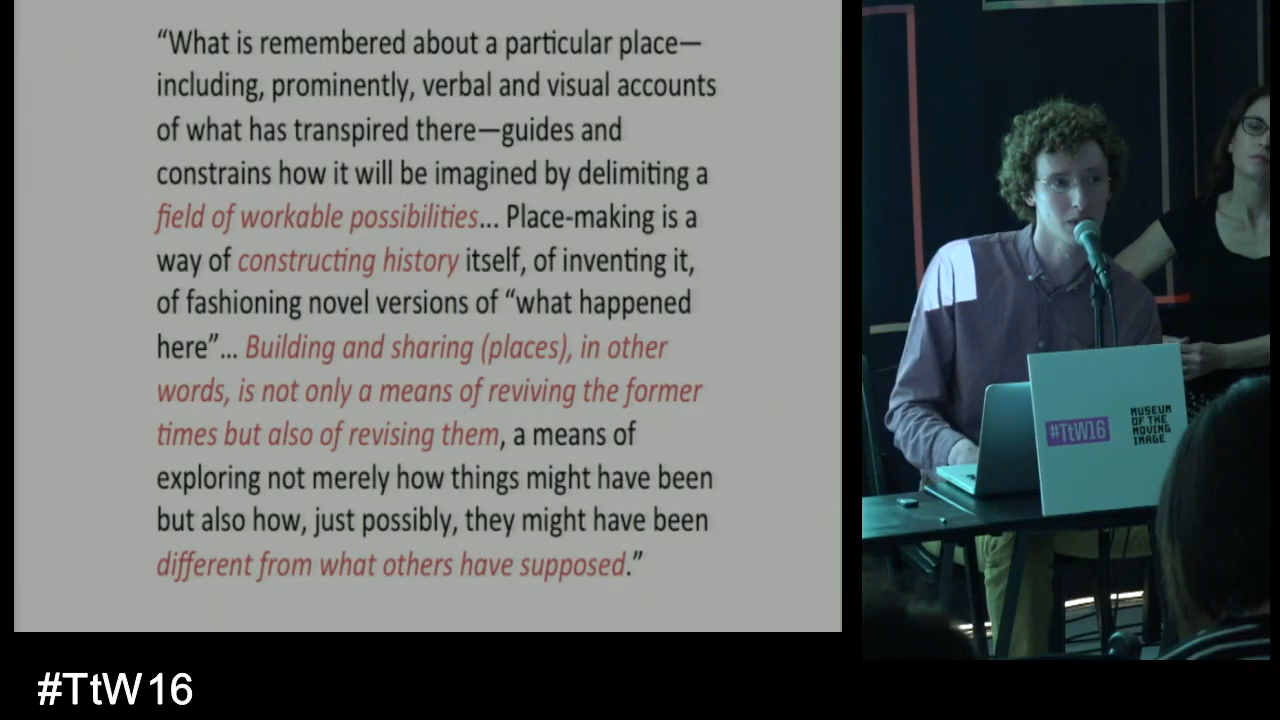 “What is remembered about a particular place—
including, prominently, verbal and visual accounts
of what has transpired there—guides and
constrains how it will be imagined by delimiting a
field of workable possibilities... Place-making is a
way of constructing history itself, of inventing it,
of fashioning novel versions of “what happened
here”... Building and sharing (places), in other
words, is not only a means of reviving the former
times but also of revising them, a means of
exploring not merely how things might have been
but also how, just possibly, they might have been
different from what others have supposed.”
#TtW16
MUSEUM
OF THE
MOVING
IMAGE
#TtW16